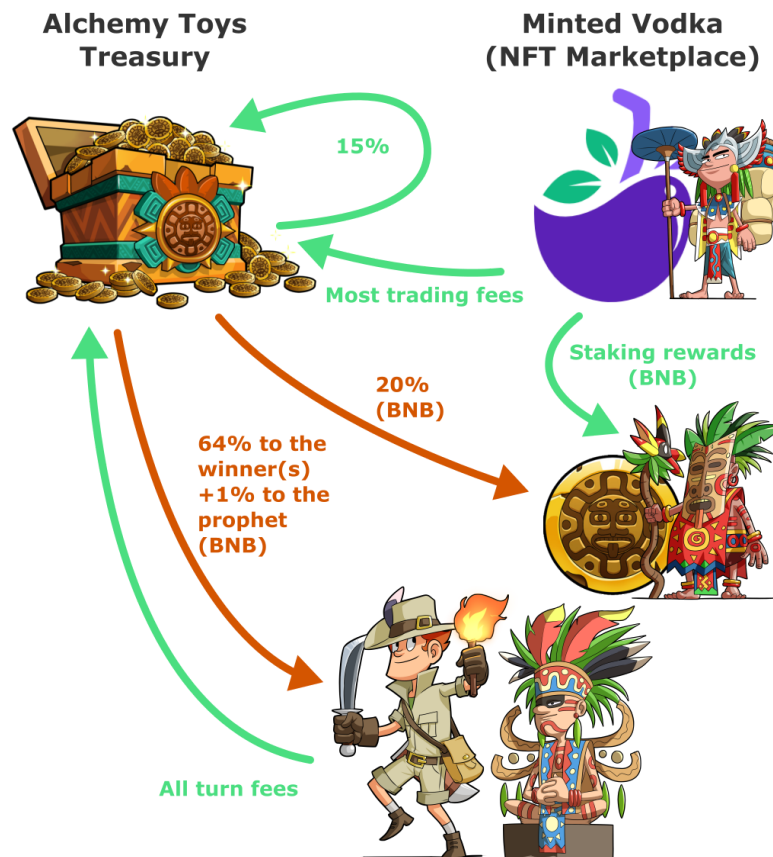 Alchemy Toys
Treasury
Minted Vodka
(NFT Marketplace)
15%
Most trading fees
Staking rewards
(BNB)
20%
(BNB)
64% to the
winner(s)
+1% to the
prophet
(BNB)
All turn fees